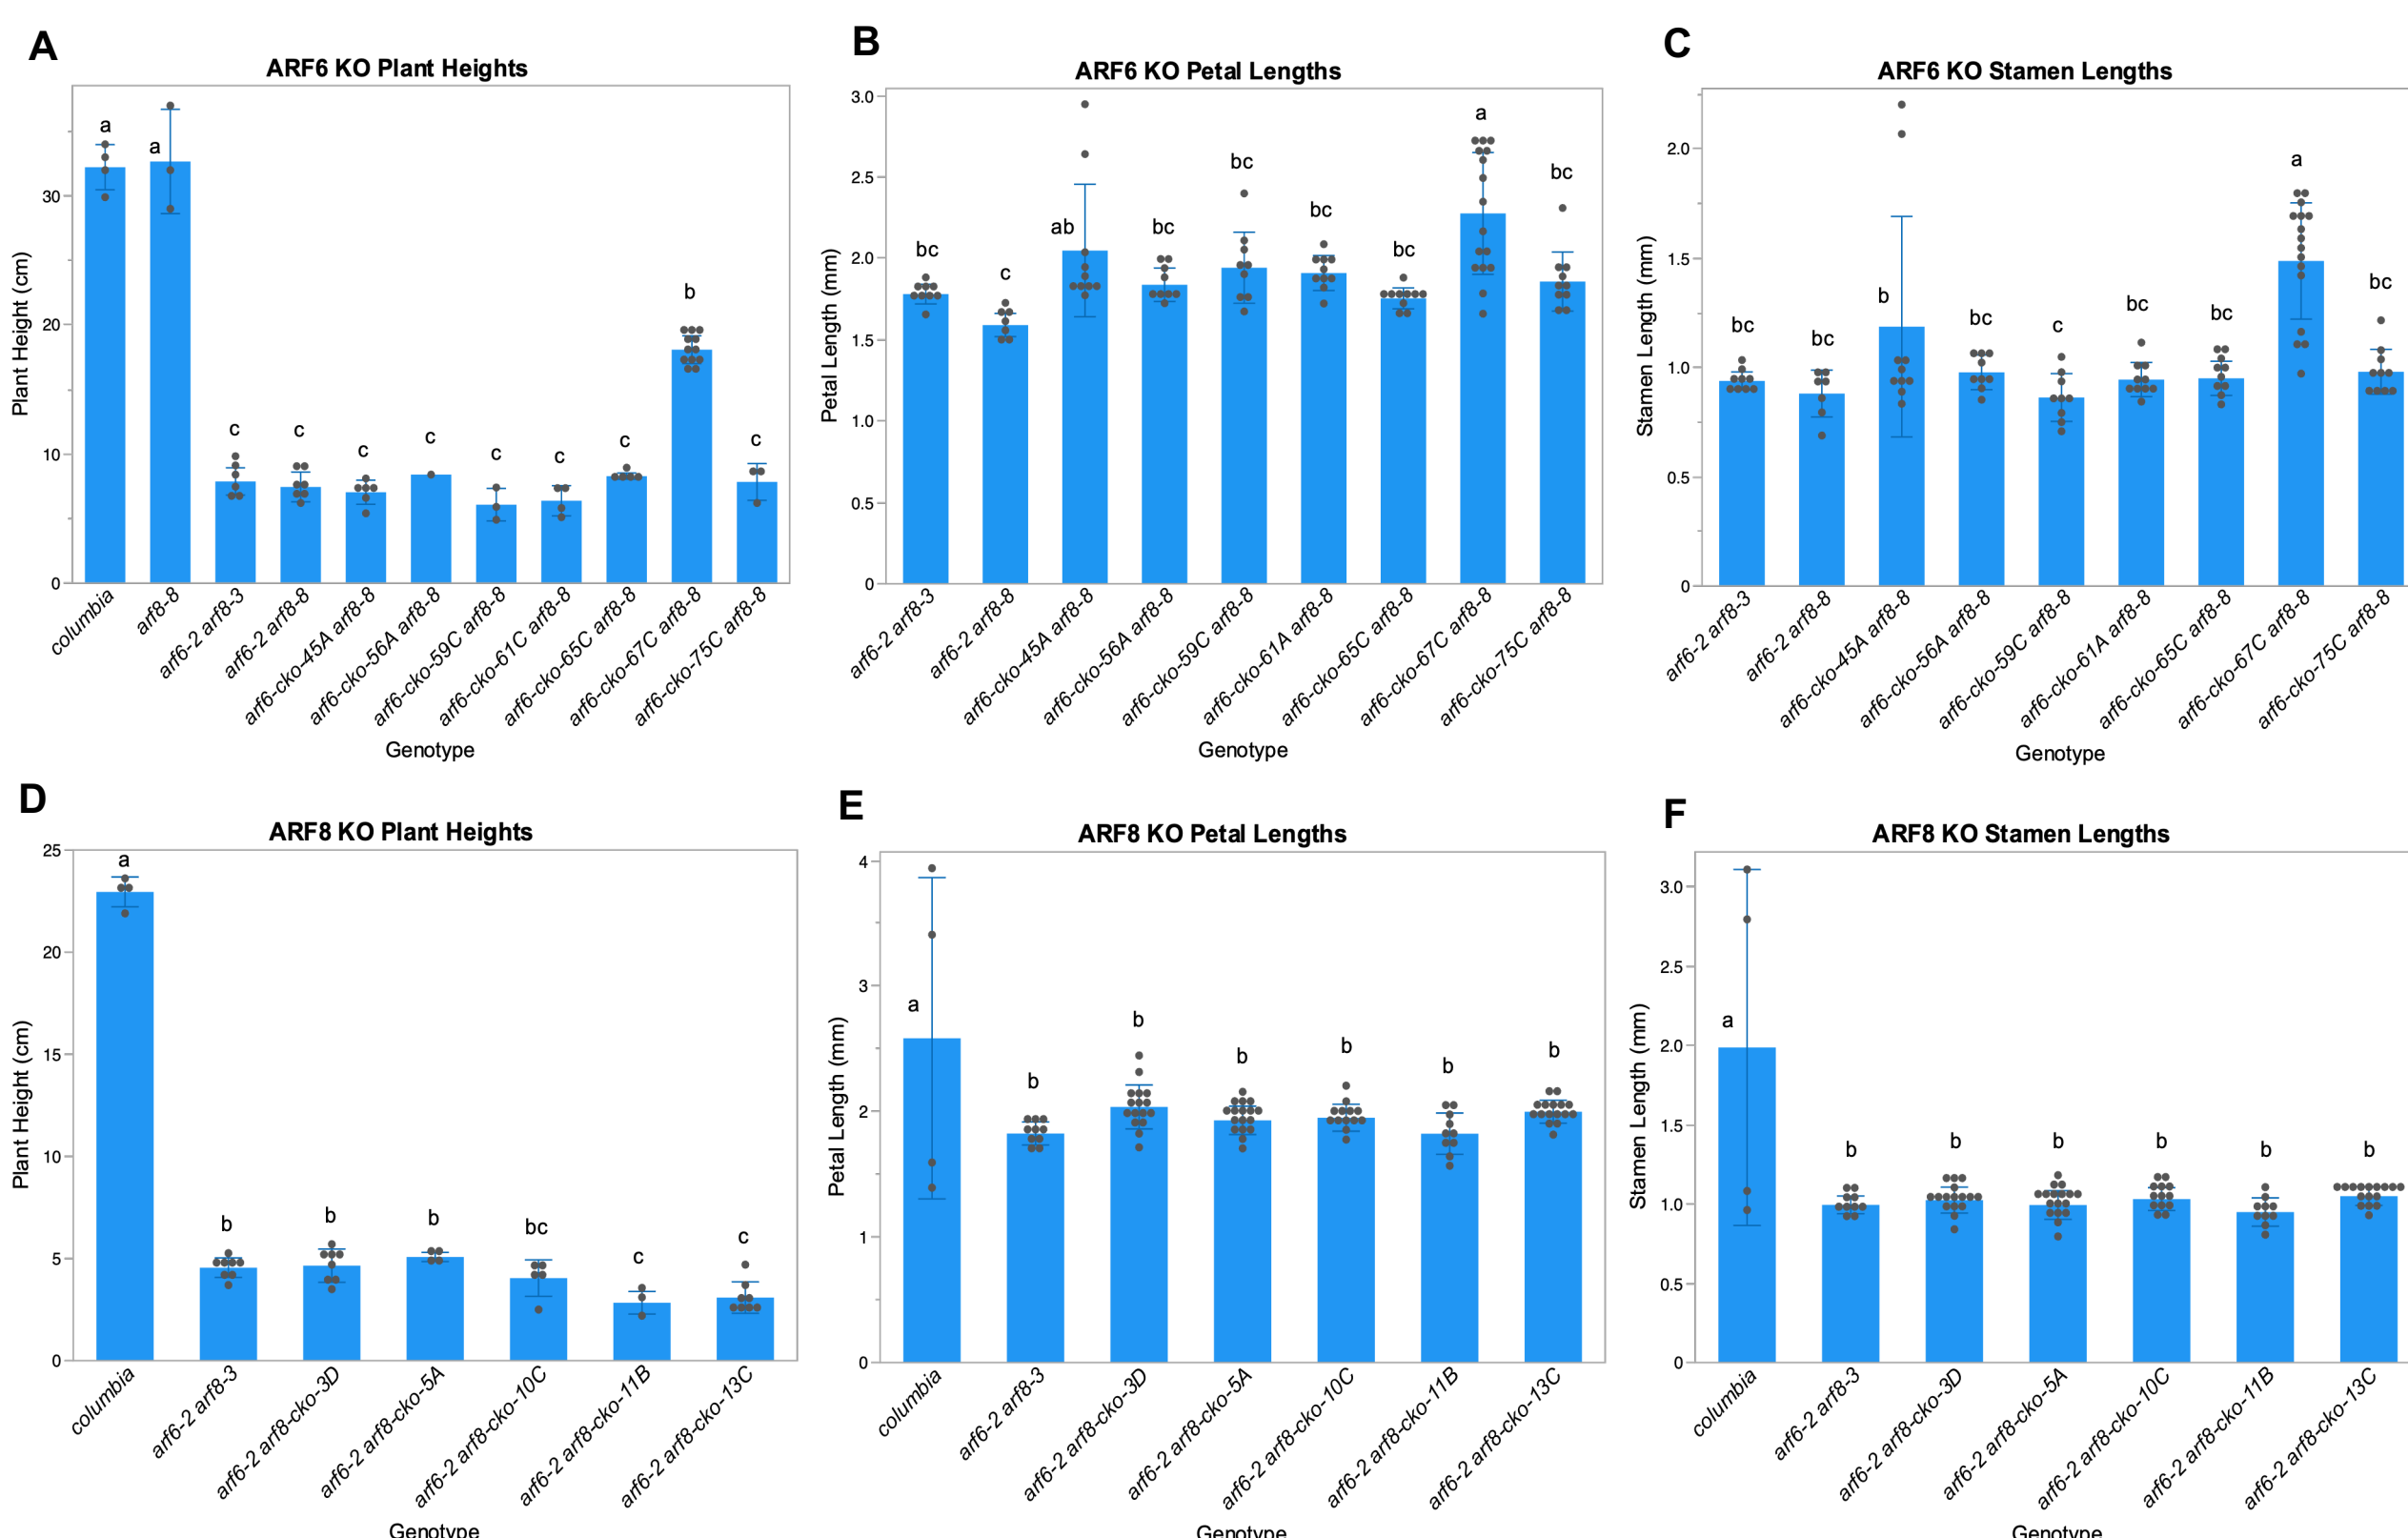 A
ARF6 KO Plant Heights
Plant Height (cm)
30
20
10
0
a
a
c
c
c
c
c
c
c
b
c
columbia
arf8-8
arf6-2 arf8-3
arf6-2 arf8-8
arf6-cko-45A arf8-8
arf6-cko-56A arf8-8
arf6-cko-59C arf8-8
arf6-cko-61C arf8-8
arf6-cko-65C arf8-8
arf6-cko-67C arf8-8
arf6-cko-75C arf8-8
Genotype
B
ARF6 KO Petal Lengths
Petal Length (mm)
3.0
2.5
2.0
1.5
1.0
0.5
0
bc
c
ab
bc
bc
bc
bc
a
bc
arf6-2 arf8-3
arf6-2 arf8-8
arf6-cko-45A arf8-8
arf6-cko-56A arf8-8
arf6-cko-59C arf8-8
arf6-cko-61A arf8-8
arf6-cko-65C arf8-8
arf6-cko-67C arf8-8
arf6-cko-75C arf8-8
Genotype
C
ARF6 KO Stamen Lengths
Stamen Length (mm)
2.0
1.5
1.0
0.5
0
bc
bc
b
bc
c
bc
bc
a
bc
arf6-2 arf8-3
arf6-2 arf8-8
arf6-cko-45A arf8-8
arf6-cko-56A arf8-8
arf6-cko-59C arf8-8
arf6-cko-61A arf8-8
arf6-cko-65C arf8-8
arf6-cko-67C arf8-8
arf6-cko-75C arf8-8
Genotype
D
ARF8 KO Plant Heights
Plant Height (cm)
25
20
15
10
5
0
a
b
b
b
bc
c
c
columbia
arf6-2 arf8-3
arf6-2 arf8-cko-3D
arf6-2 arf8-cko-5A
arf6-2 arf8-cko-10C
arf6-2 arf8-cko-11B
arf6-2 arf8-cko-13C
Genotype
E
ARF8 KO Petal Lengths
Petal Length (mm)
4
3
2
1
0
a
b
b
b
b
b
b
columbia
arf6-2 arf8-3
arf6-2 arf8-cko-3D
arf6-2 arf8-cko-5A
arf6-2 arf8-cko-10C
arf6-2 arf8-cko-11B
arf6-2 arf8-cko-13C
Genotype
F
ARF8 KO Stamen Lengths
Stamen Length (mm)
3.0
2.5
2.0
1.5
1.0
0.5
0
a
b
b
b
b
b
b
columbia
arf6-2 arf8-3
arf6-2 arf8-cko-3D
arf6-2 arf8-cko-5A
arf6-2 arf8-cko-10C
arf6-2 arf8-cko-11B
arf6-2 arf8-cko-13C
Genotype